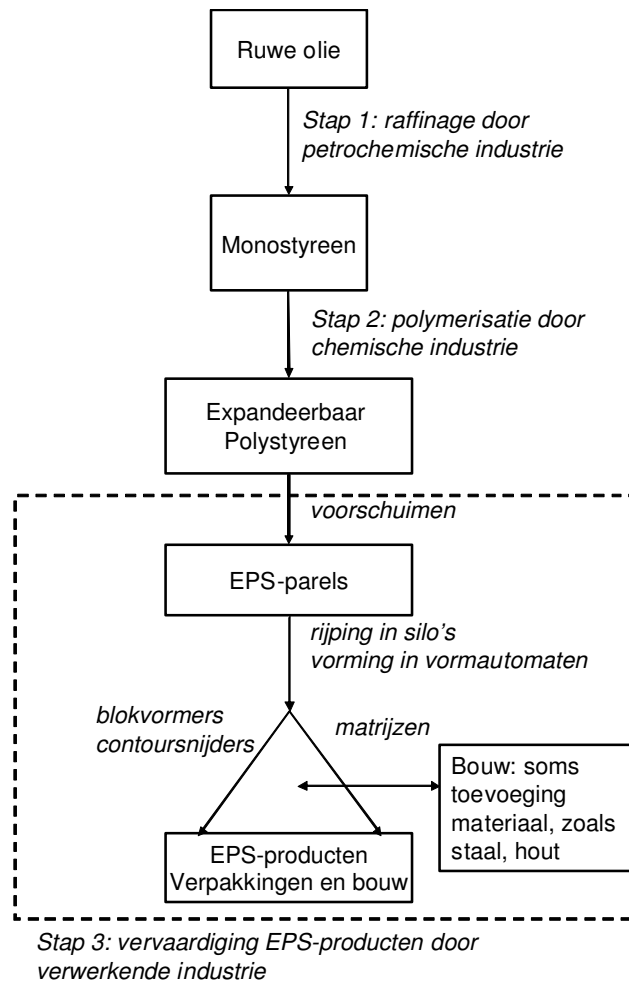 Ruwe olie
Stap 1: raffinage door
petrochemische industrie
Monostyreen
Stap 2: polymerisatie door
chemische industrie
Expandeerbaar
Polystyreen
voorschuimen
EPS-parels
rijping in silo's
vorming in vormautomaten
blokvormers
contoursnijders
matrijzen
Bouw: soms
toevoeging
materiaal, zoals
staal, hout
EPS-producten
Verpakkingen en bouw
Stap 3: vervaardiging EPS-producten door
verwerkende industrie